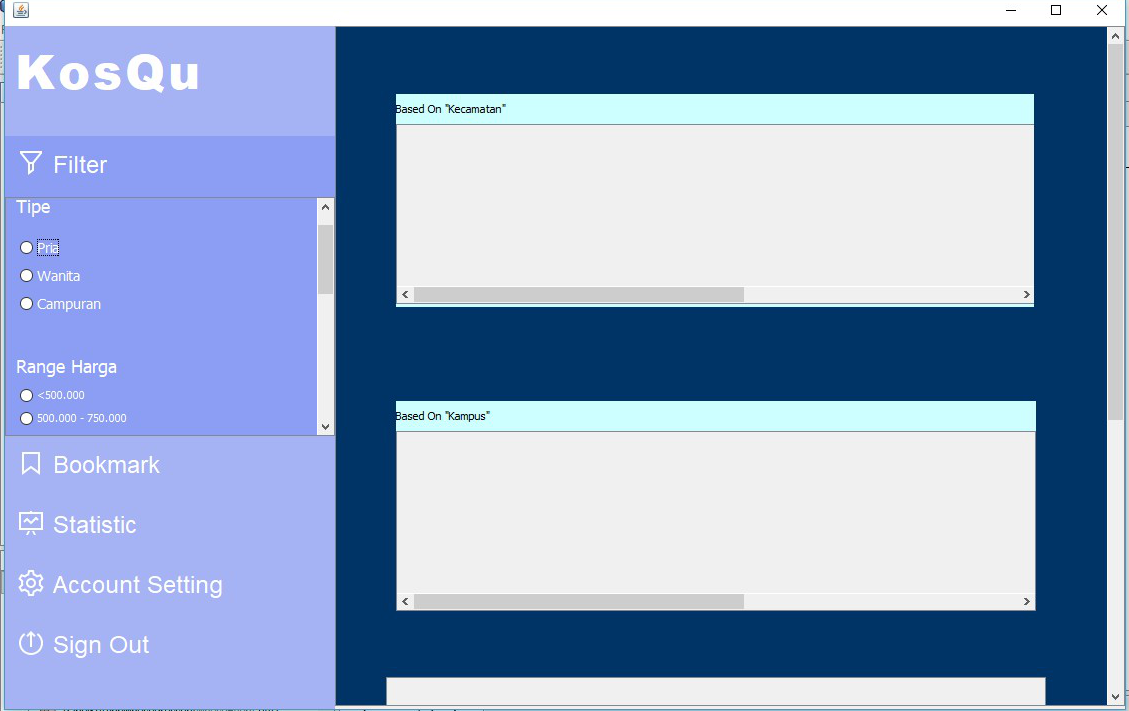 KosQu
Filter
Tipe
Pria
Wanita
Campuran
Range Harga
<500.000
500.000 - 750.000
Bookmark
Statistic
Account Setting
Sign Out
Based On "Kecamatan"
Based On "Kampus"